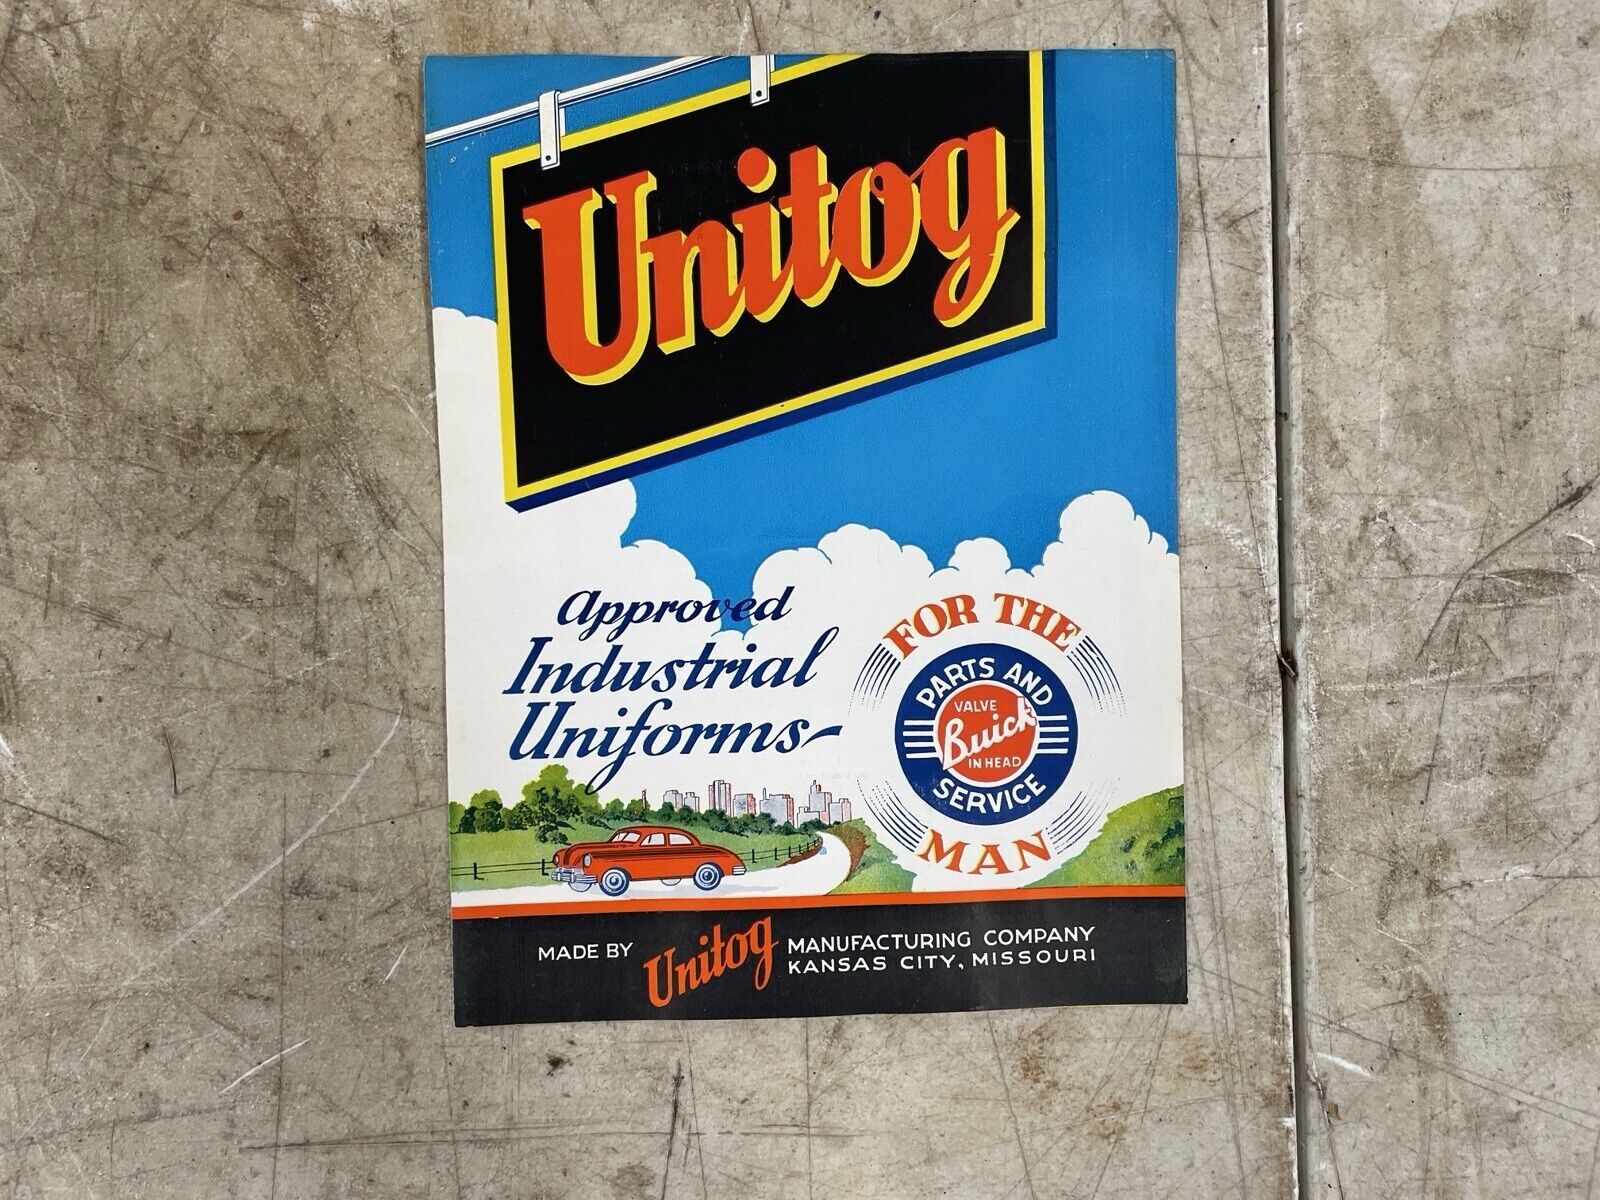 Unitog
Approved
Industrial
Uniforms-
FOR THE
PARTS AND
VALVE
Buick
IN HEAD
SERVICE
MAN
MADE BY Unitog MANUFACTURING COMPANY
KANSAS CITY, MISSOURI